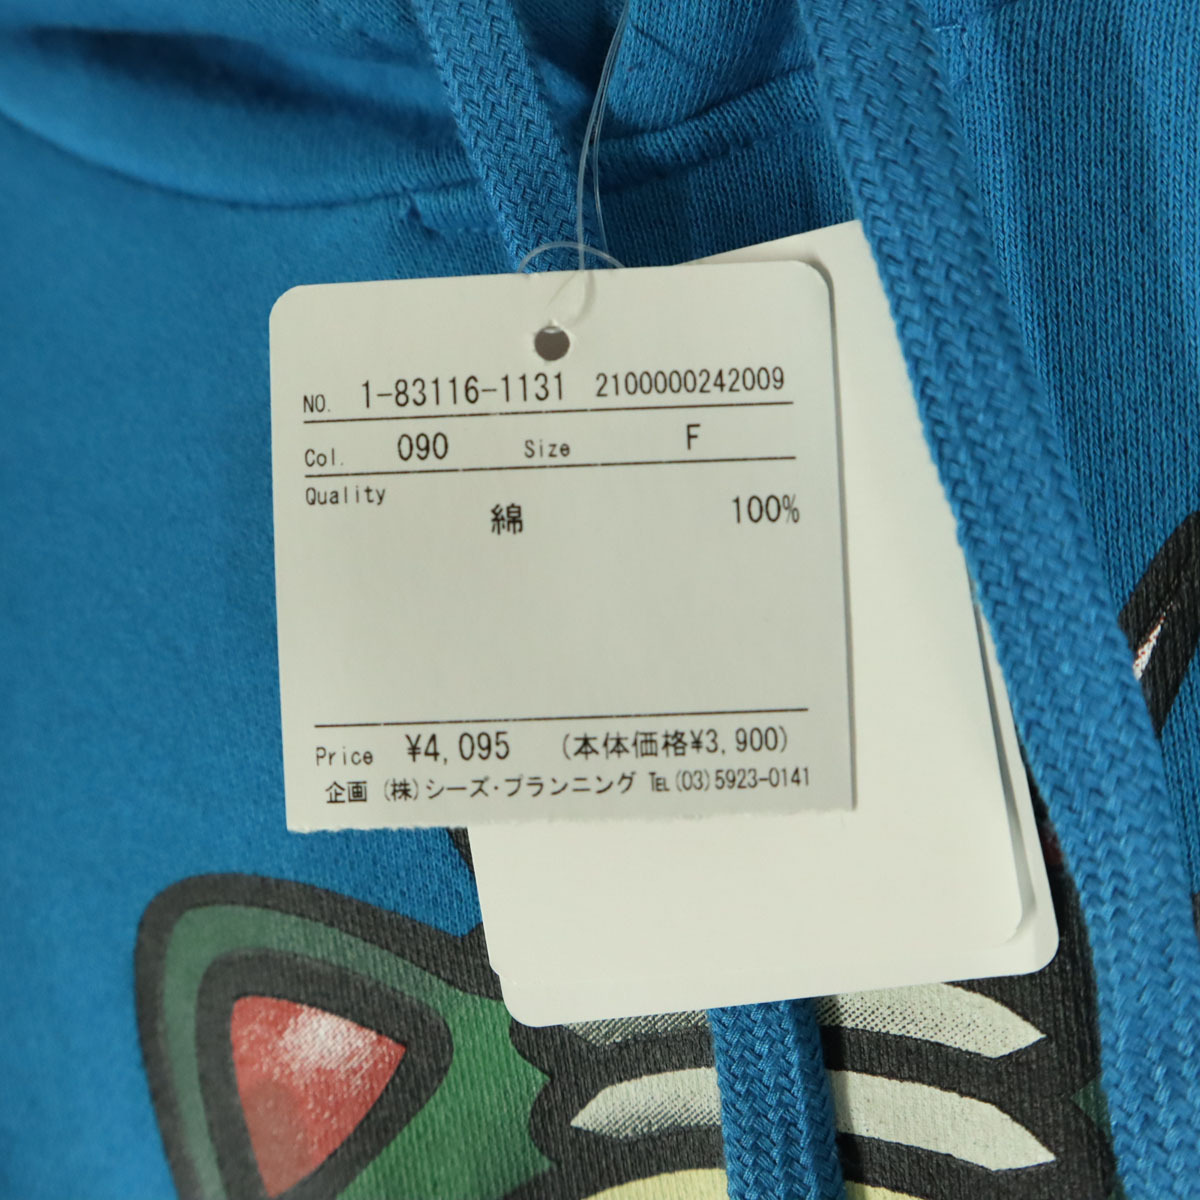 NO. 1-83116-1131 2100000242009
Col. 090 Size F
Quality
綿 100%
Price ¥4,095 (本体価格¥3,900)
企画 (株)シーズ・プランニング TEL(03)5923-0141